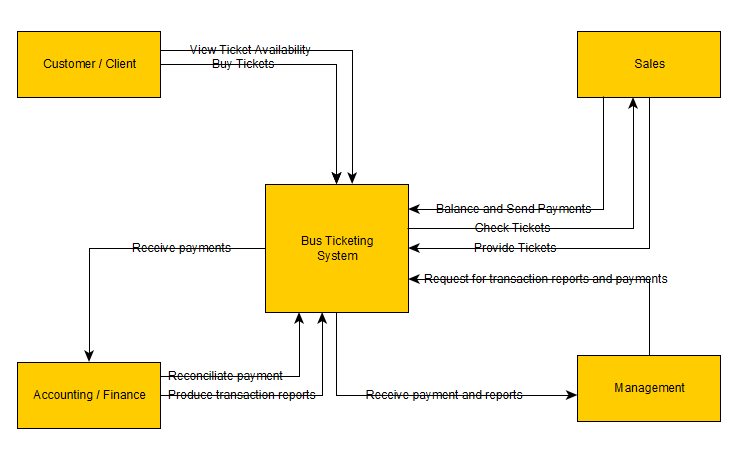 Customer / Client
View Ticket Availability
Buy Tickets
Sales
Balance and Send Payments
Check Tickets
Provide Tickets
Bus Ticketing
System
Receive payments
Request for transaction reports and payments
Reconciliate payment
Produce transaction reports
Accounting / Finance
Receive payment and reports
Management